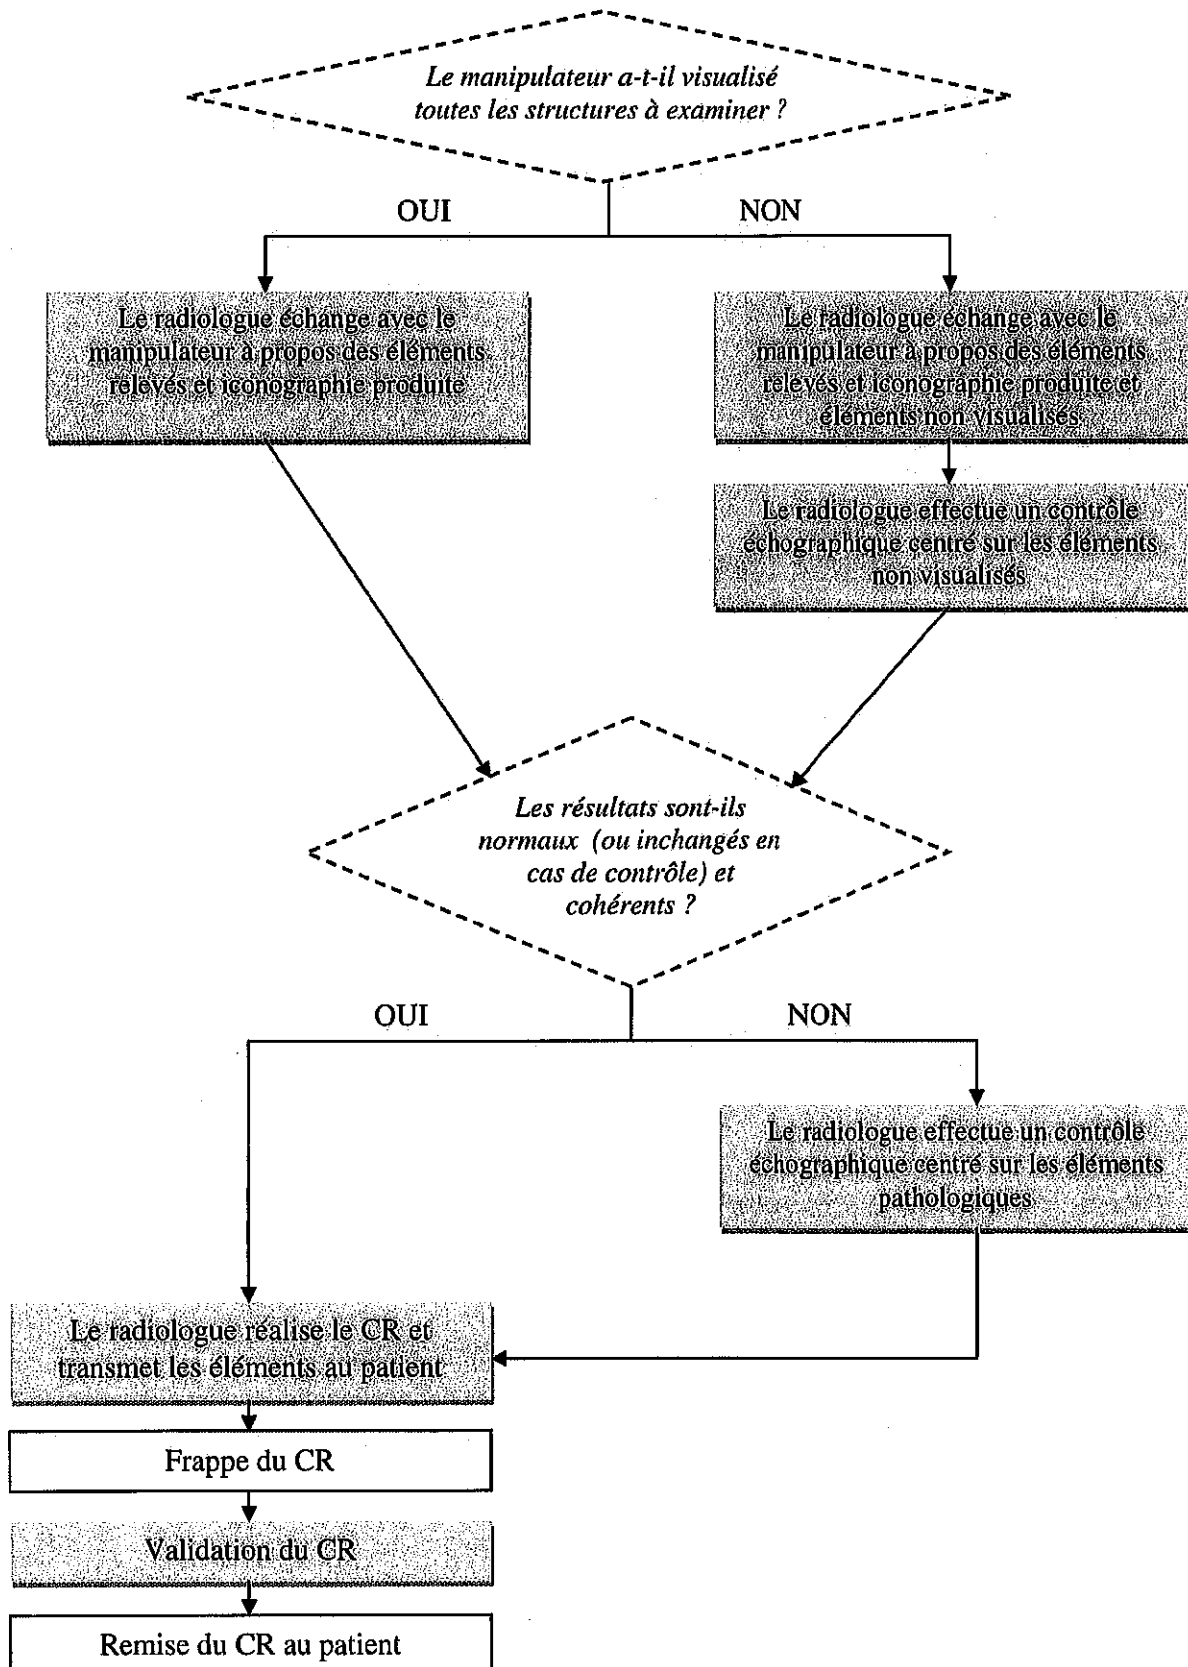 Le manipulateur a-t-il visualisé
toutes les structures à examiner ?
OUI
NON
Le radiologue échange avec le
manipulateur à propos des éléments
relevés et iconographie produite
Le radiologue échange avec le
manipulateur à propos des éléments
relevés et iconographie produite et
éléments non visualisés.
Le radiologue effectue un contrôle
échographique centré sur les éléments
non visualisés
Les résultats sont-ils
normaux (ou inchangés en
cas de contrôle) et
cohérents ?
OUI
NON
Le radiologue effectue un contrôle
échographique centré sur les éléments
pathologiques
Le radiologue réalise le CR et
transmet les éléments au patient
Frappe du CR
Validation du CR
Remise du CR au patient